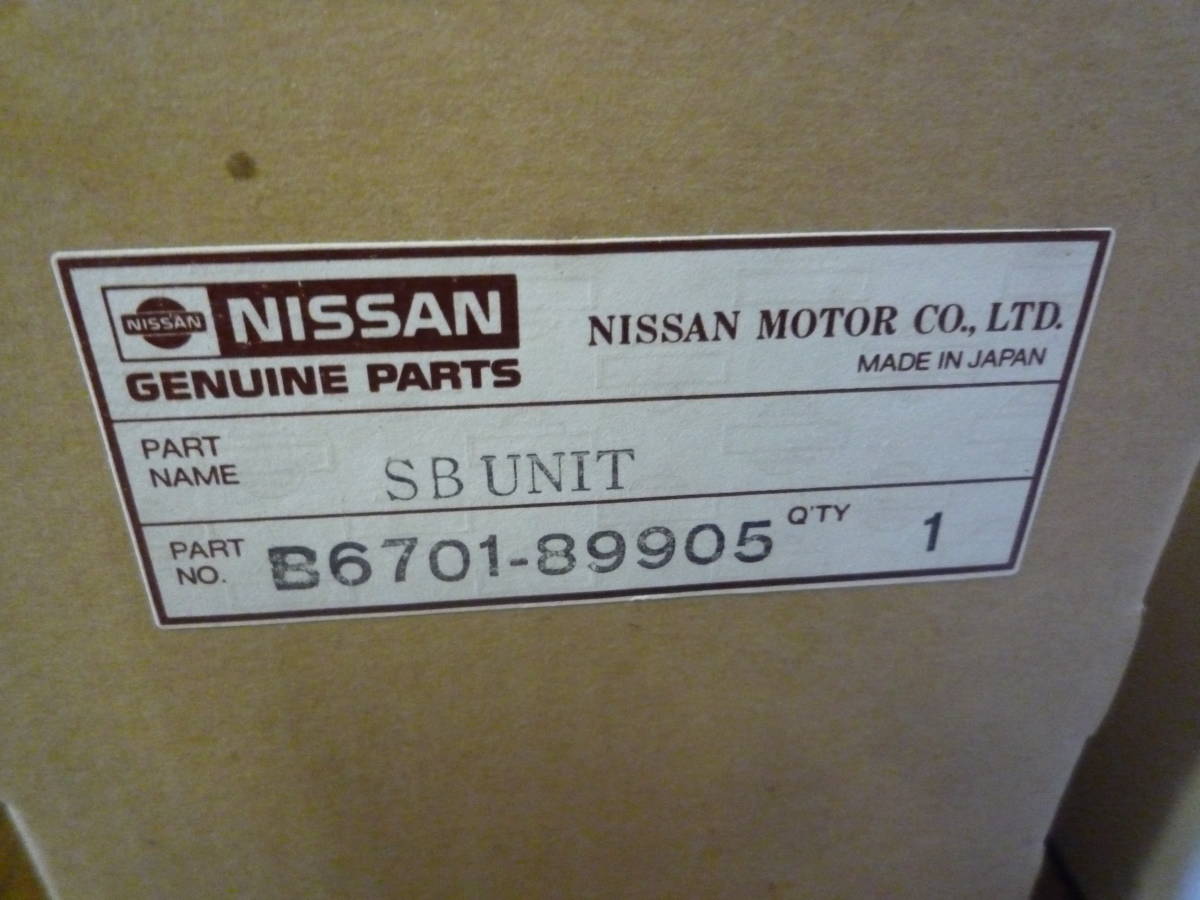 NISSAN NISSAN
GENUINE PARTS
NISSAN MOTOR CO., LTD.
MADE IN JAPAN
PART NAME SB UNIT
PART NO. B6701-89905 Q'TY 1